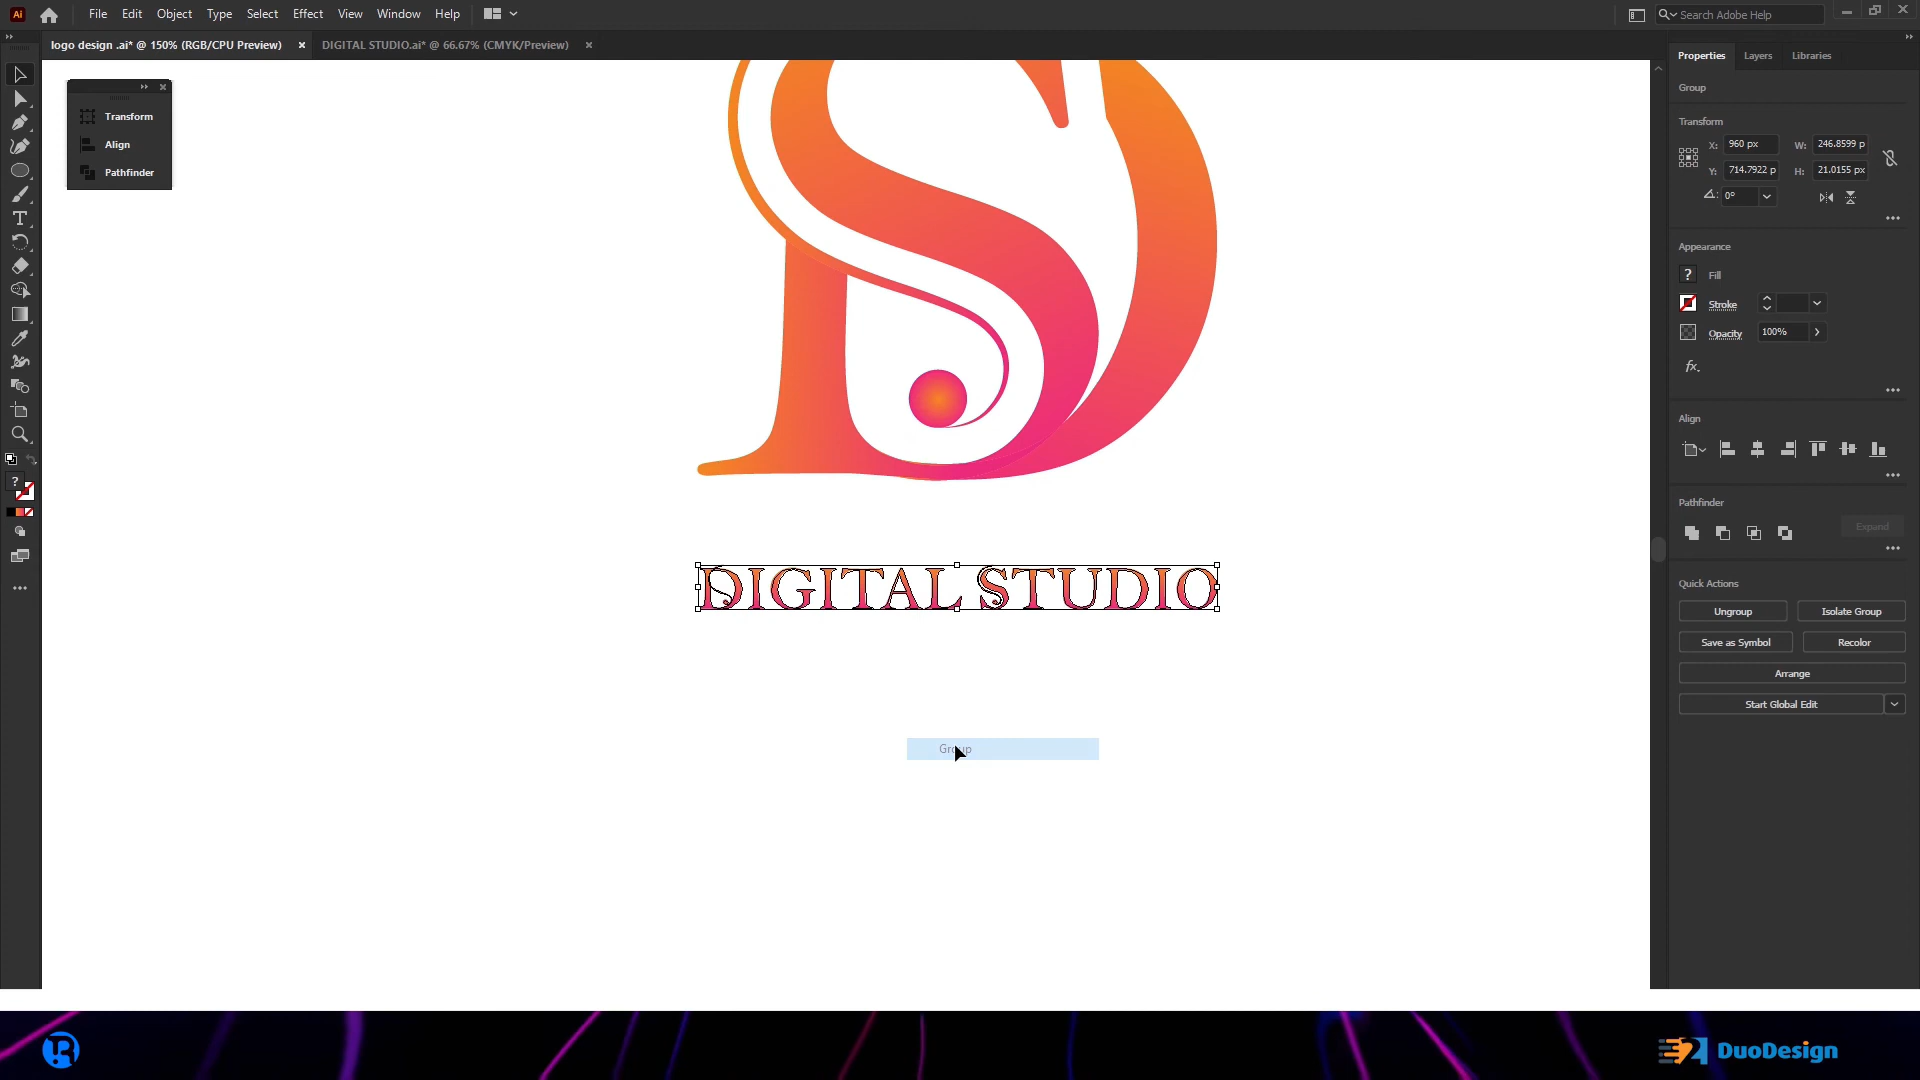 Ai File Edit Object Type Select Effect View Window Help Search Adobe Help
logo design .ai* @ 150% (RGB/CPU Preview) × DIGITAL STUDIO.ai* @ 66.67% (CMYK/Preview) ×
Transform
Align
Pathfinder
DIGITAL STUDIO
Group
Properties Layers Libraries
Group
Transform
X: 960 px W: 246.8599 p
Y: 714.7922 p H: 21.0155 px
0°
Appearance
? Fill
Stroke
Opacity 100%
fx.
Align
Pathfinder
Expand
Quick Actions
Ungroup Isolate Group
Save as Symbol Recolor
Arrange
Start Global Edit
DuoDesign